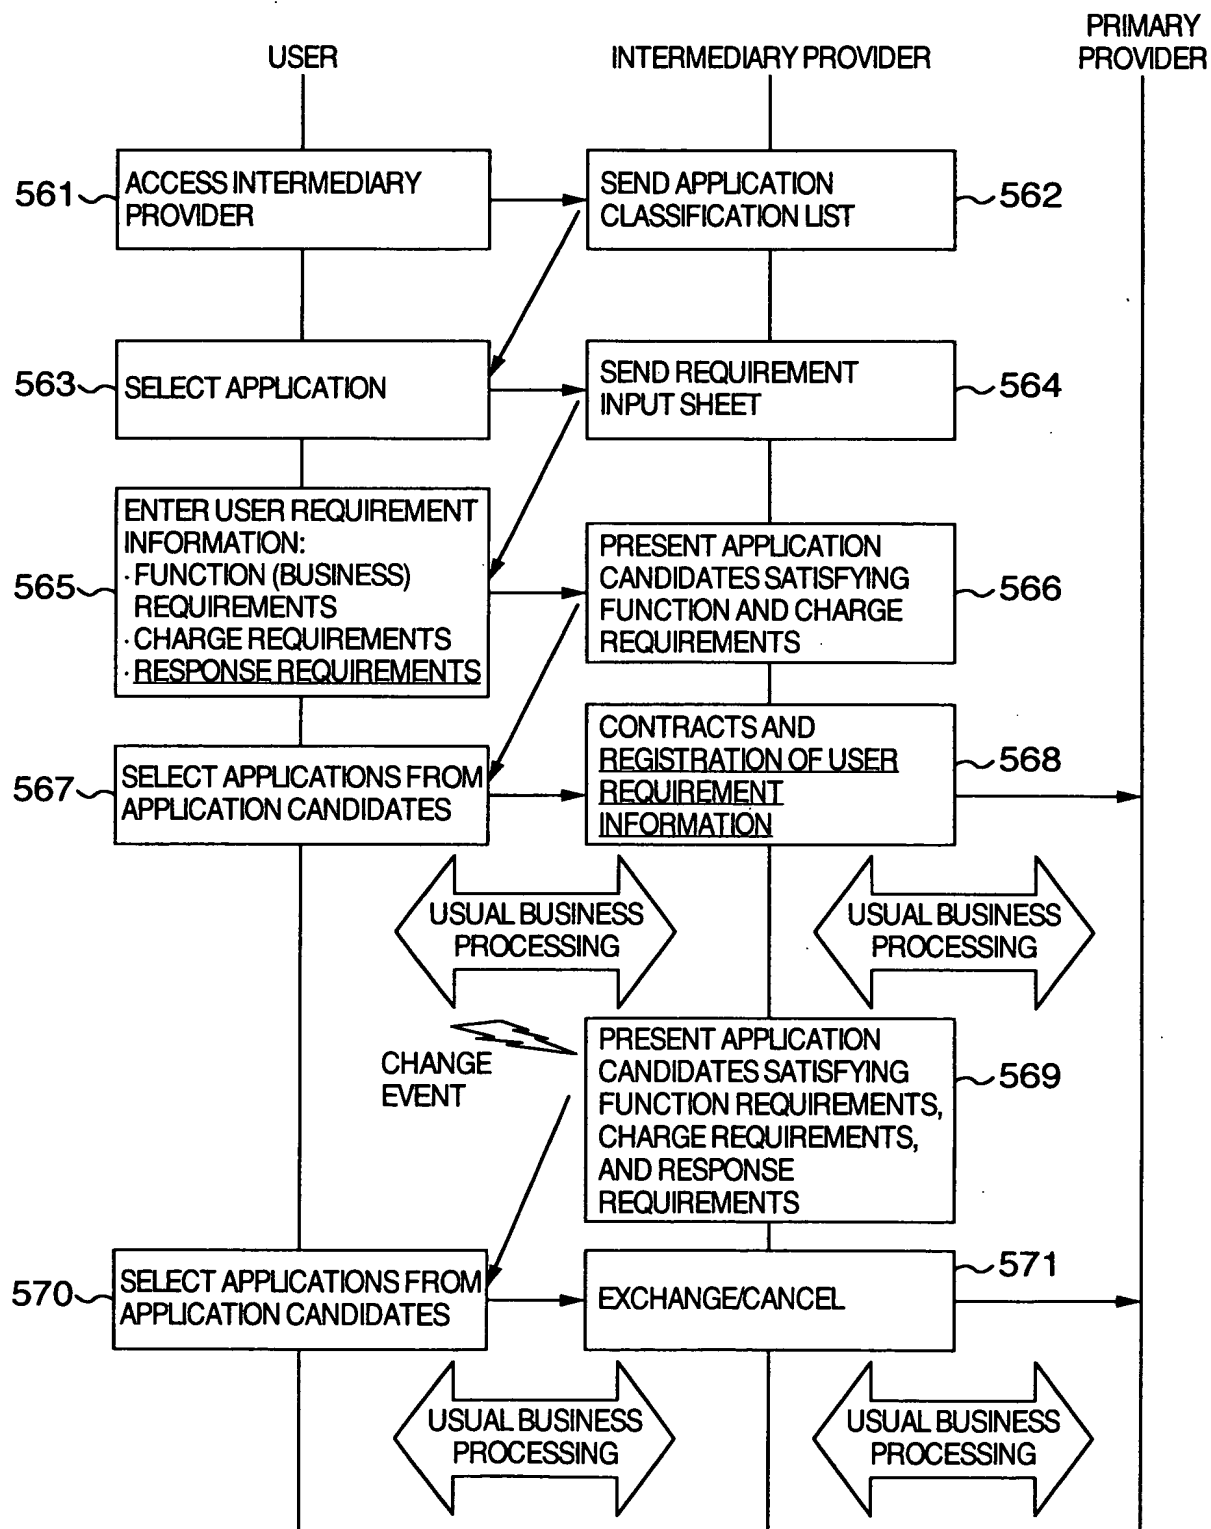 USER
INTERMEDIARY PROVIDER
PRIMARY
PROVIDER
561
ACCESS INTERMEDIARY
PROVIDER
SEND APPLICATION
CLASSIFICATION LIST
562
563
SELECT APPLICATION
SEND REQUIREMENT
INPUT SHEET
564
565
ENTER USER REQUIREMENT
INFORMATION:
· FUNCTION (BUSINESS)
REQUIREMENTS
· CHARGE REQUIREMENTS
· RESPONSE REQUIREMENTS
PRESENT APPLICATION
CANDIDATES SATISFYING
FUNCTION AND CHARGE
REQUIREMENTS
566
567
SELECT APPLICATIONS FROM
APPLICATION CANDIDATES
CONTRACTS AND
REGISTRATION OF USER
REQUIREMENT
INFORMATION
568
USUAL BUSINESS
PROCESSING
USUAL BUSINESS
PROCESSING
CHANGE
EVENT
PRESENT APPLICATION
CANDIDATES SATISFYING
FUNCTION REQUIREMENTS,
CHARGE REQUIREMENTS,
AND RESPONSE
REQUIREMENTS
569
570
SELECT APPLICATIONS FROM
APPLICATION CANDIDATES
EXCHANGE/CANCEL
571
USUAL BUSINESS
PROCESSING
USUAL BUSINESS
PROCESSING